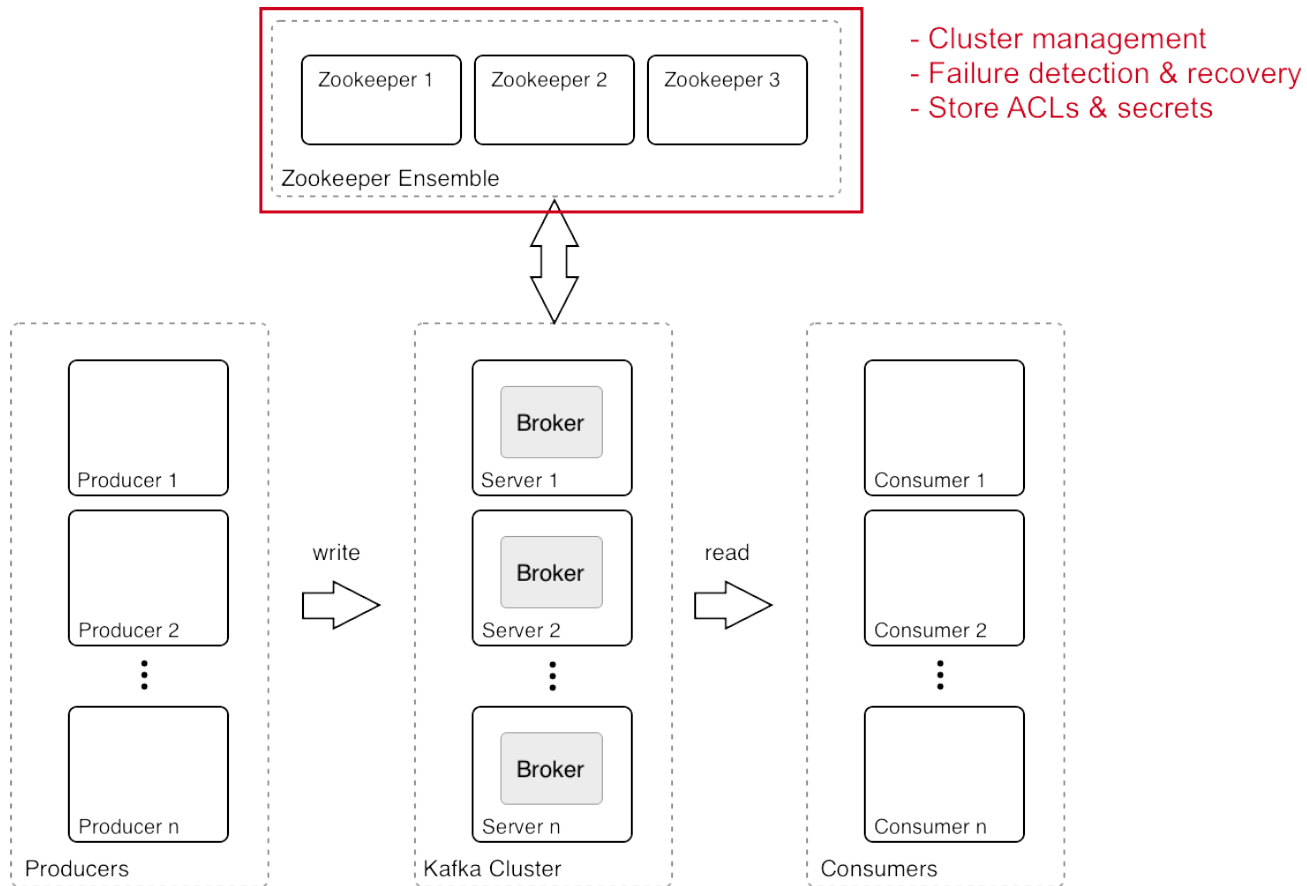 Zookeeper 1
Zookeeper 2
Zookeeper 3
Zookeeper Ensemble
- Cluster management
- Failure detection & recovery
- Store ACLs & secrets
Producer 1
Producer 2
Producer n
Producers
write
Broker
Server 1
Broker
Server 2
Broker
Server n
Kafka Cluster
read
Consumer 1
Consumer 2
Consumer n
Consumers